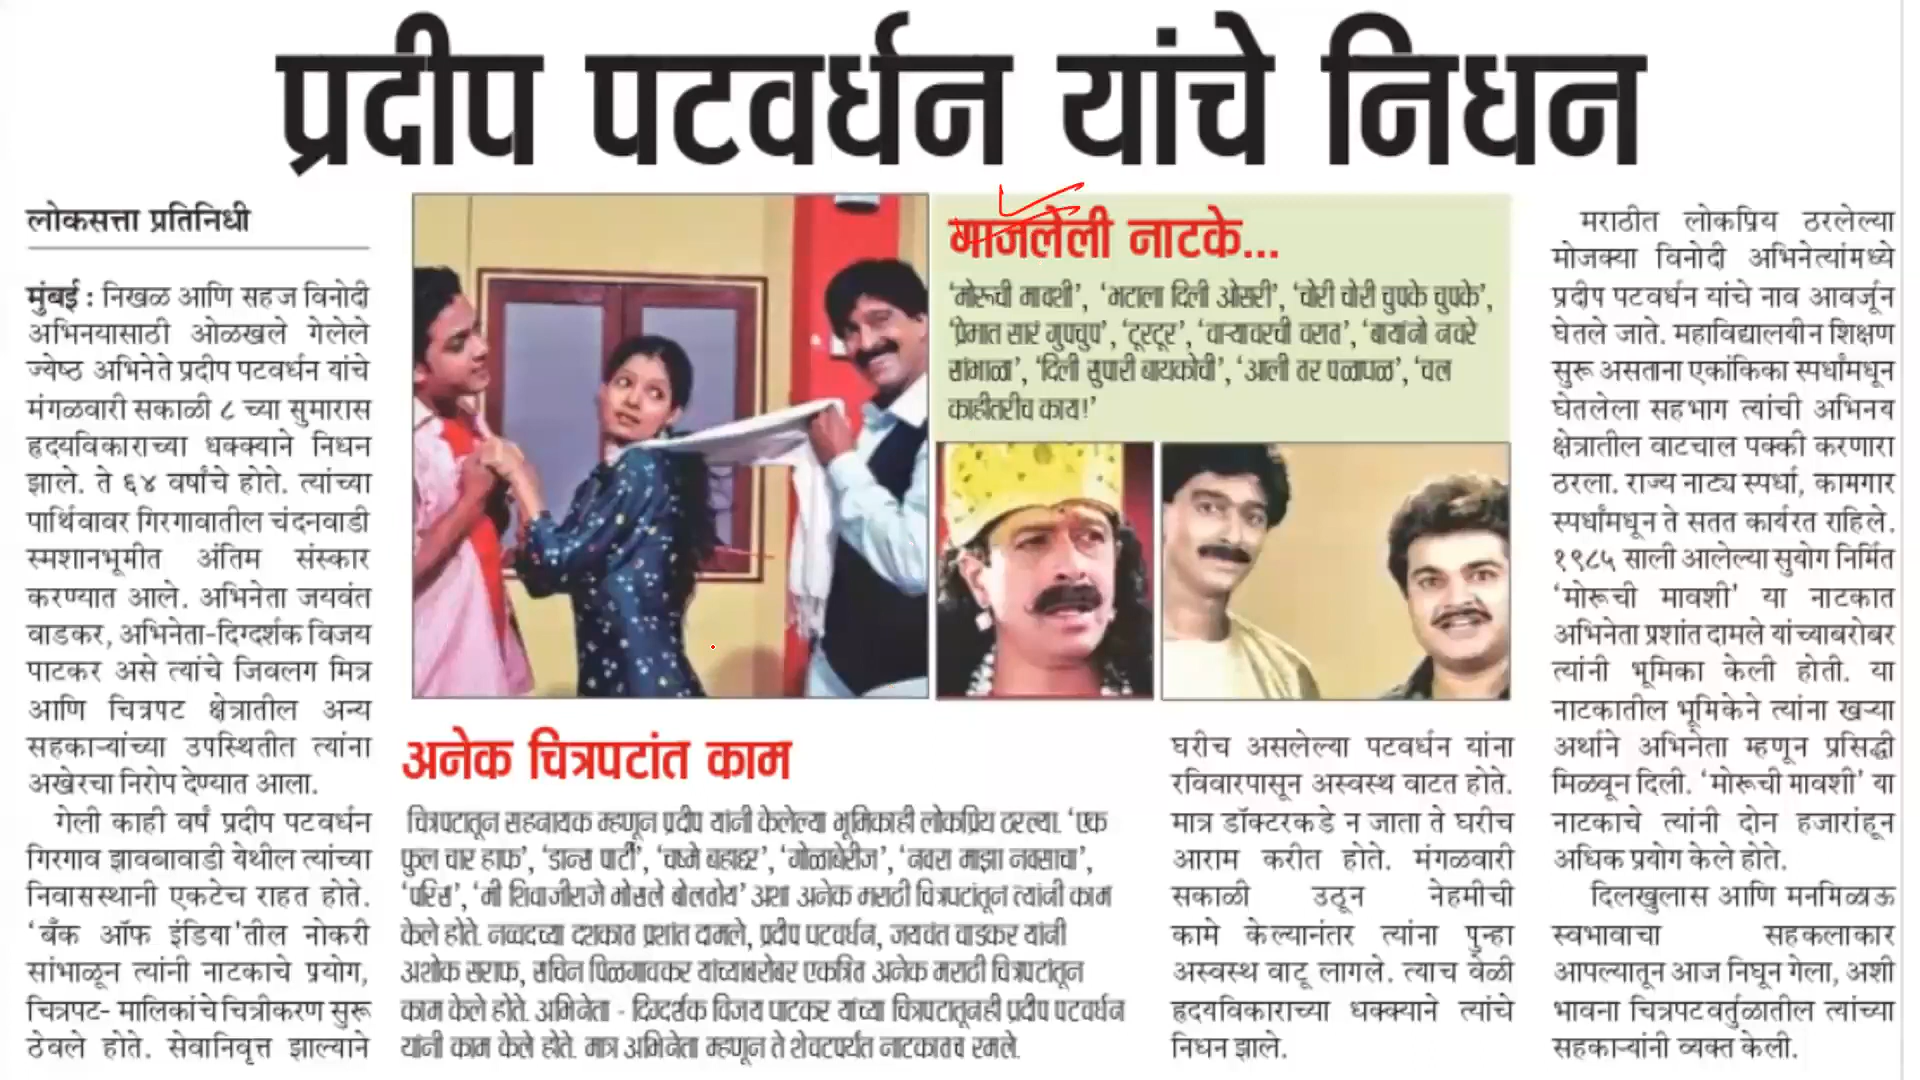 प्रदीप पटवर्धन यांचे निधन
लोकसत्ता प्रतिनिधी
मुंबई : निखळ आणि सहज विनोदी
अभिनयासाठी ओळखले गेलेले
ज्येष्ठ अभिनेते प्रदीप पटवर्धन यांचे
मंगळवारी सकाळी ८ च्या सुमारास
हृदयविकाराच्या धक्क्याने निधन
झाले. ते ६४ वर्षांचे होते. त्यांच्या
पार्थिवावर गिरगावातील चंदनवाडी
स्मशानभूमीत अंतिम संस्कार
करण्यात आले. अभिनेता जयवंत
वाडकर, अभिनेता-दिग्दर्शक विजय
पाटकर असे त्यांचे जिवलग मित्र
आणि चित्रपट क्षेत्रातील अन्य
सहकाऱ्यांच्या उपस्थितीत त्यांना
अखेरचा निरोप देण्यात आला.
गेली काही वर्षं प्रदीप पटवर्धन
गिरगाव झावबावाडी येथील त्यांच्या
निवासस्थानी एकटेच राहत होते.
‘बँक ऑफ इंडिया’तील नोकरी
सांभाळून त्यांनी नाटकाचे प्रयोग,
चित्रपट- मालिकांचे चित्रीकरण सुरू
ठेवले होते. सेवानिवृत्त झाल्याने
गाजलेली नाटके...
‘मोरूची मावशी’, ‘भटाला दिली ओसरी’, ‘चोरी चोरी चुपके चुपके’,
‘प्रेमात सारं गुपचुप’, ‘टूरटूर’, ‘वाऱ्यावरची वरात’, ‘बायांनो नवरे
सांभाळा’, ‘दिली सुपारी बायकोची’, ‘आली तर पळापळ’, ‘चल
काहीतरीच काय!’
अनेक चित्रपटांत काम
चित्रपटातून सहनायक म्हणून प्रदीप यांनी केलेल्या भूमिकाही लोकप्रिय ठरल्या. ‘एक
फुल चार हाफ’, ‘डान्स पार्टी’, ‘चष्मे बहाद्दर’, ‘गोळाबेरीज’, ‘नवरा माझा नवसाचा’,
‘परिस’, ‘मी शिवाजीराजे भोसले बोलतोय’ अशा अनेक मराठी चित्रपटांतून त्यांनी काम
केले होते. नव्वदच्या दशकात प्रशांत दामले, प्रदीप पटवर्धन, जयवंत वाडकर यांनी
अशोक सराफ, सचिन पिळगावकर यांच्याबरोबर एकत्रित अनेक मराठी चित्रपटांतून
काम केले होते. अभिनेता - दिग्दर्शक विजय पाटकर यांच्या चित्रपटातूनही प्रदीप पटवर्धन
यांनी काम केले होते. मात्र अभिनेता म्हणून ते शेवटपर्यंत नाटकातच रमले.
घरीच असलेल्या पटवर्धन यांना
रविवारपासून अस्वस्थ वाटत होते.
मात्र डॉक्टरकडे न जाता ते घरीच
आराम करीत होते. मंगळवारी
सकाळी उठून नेहमीची
कामे केल्यानंतर त्यांना पुन्हा
अस्वस्थ वाटू लागले. त्याच वेळी
हृदयविकाराच्या धक्क्याने त्यांचे
निधन झाले.
मराठीत लोकप्रिय ठरलेल्या
मोजक्या विनोदी अभिनेत्यांमध्ये
प्रदीप पटवर्धन यांचे नाव आवर्जून
घेतले जाते. महाविद्यालयीन शिक्षण
सुरू असताना एकांकिका स्पर्धांमधून
घेतलेला सहभाग त्यांची अभिनय
क्षेत्रातील वाटचाल पक्की करणारा
ठरला. राज्य नाट्य स्पर्धा, कामगार
स्पर्धांमधून ते सतत कार्यरत राहिले.
१९८५ साली आलेल्या सुयोग निर्मित
‘मोरूची मावशी’ या नाटकात
अभिनेता प्रशांत दामले यांच्याबरोबर
त्यांनी भूमिका केली होती. या
नाटकातील भूमिकेने त्यांना खऱ्या
अर्थाने अभिनेता म्हणून प्रसिद्धी
मिळवून दिली. ‘मोरूची मावशी’ या
नाटकाचे त्यांनी दोन हजारांहून
अधिक प्रयोग केले होते.
दिलखुलास आणि मनमिळाऊ
स्वभावाचा सहकलाकार
आपल्यातून आज निघून गेला, अशी
भावना चित्रपटवर्तुळातील त्यांच्या
सहकाऱ्यांनी व्यक्त केली.